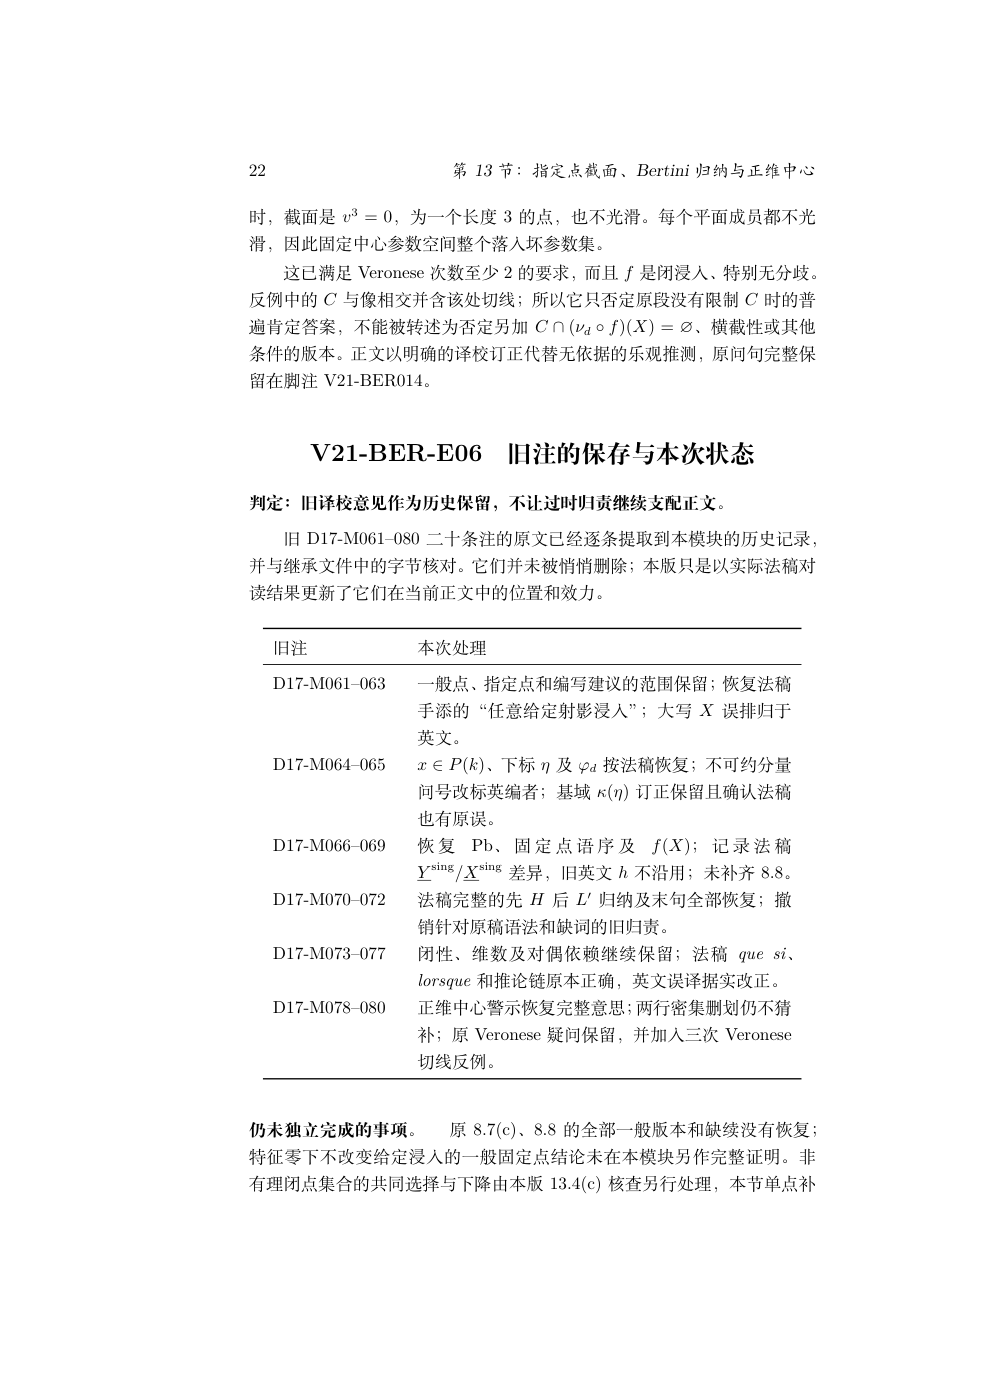 22 第 13 节：指定点截面、Bertini 归纳与正维中心
时，截面是 v³ = 0，为一个长度 3 的点，也不光滑。每个平面成员都不光
滑，因此固定中心参数空间整个落入坏参数集。
这已满足 Veronese 次数至少 2 的要求，而且 f 是闭浸入、特别无分歧。
反例中的 C 与像相交并含该处切线；所以它只否定原段没有限制 C 时的普
遍肯定答案，不能被转述为否定另加 C ∩ (ν_d ∘ f)(X) = ∅、横截性或其他
条件的版本。正文以明确的译校订正代替无依据的乐观推测，原问句完整保
留在脚注 V21-BER014。
V21-BER-E06 旧注的保存与本次状态
判定：旧译校意见作为历史保留，不让过时归责继续支配正文。
旧 D17-M061–080 二十条注的原文已经逐条提取到本模块的历史记录，
并与继承文件中的字节核对。它们并未被悄悄删除；本版只是以实际法稿对
读结果更新了它们在当前正文中的位置和效力。
旧注 本次处理
D17-M061–063 一般点、指定点和编写建议的范围保留；恢复法稿
手添的 “任意给定射影浸入”；大写 X 误排归于
英文。
D17-M064–065 x ∈ P(k)、下标 η 及 φ_d 按法稿恢复；不可约分量
问号改标英编者；基域 κ(η) 订正保留且确认法稿
也有原误。
D17-M066–069 恢复 Pb、固定点语序及 f(X)；记录法稿
Y^sing/X^sing 差异，旧英文 h 不沿用；未补齐 8.8。
D17-M070–072 法稿完整的先 H 后 L′ 归纳及末句全部恢复；撤
销针对原稿语法和缺词的旧归责。
D17-M073–077 闭性、维数及对偶依赖继续保留；法稿 que si、
lorsque 和推论链原本正确，英文误译据实改正。
D17-M078–080 正维中心警示恢复完整意思；两行密集删划仍不猜
补；原 Veronese 疑问保留，并加入三次 Veronese
切线反例。
仍未独立完成的事项。 原 8.7(c)、8.8 的全部一般版本和缺续没有恢复；
特征零下不改变给定浸入的一般固定点结论未在本模块另作完整证明。非
有理闭点集合的共同选择与下降由本版 13.4(c) 核查另行处理，本节单点补